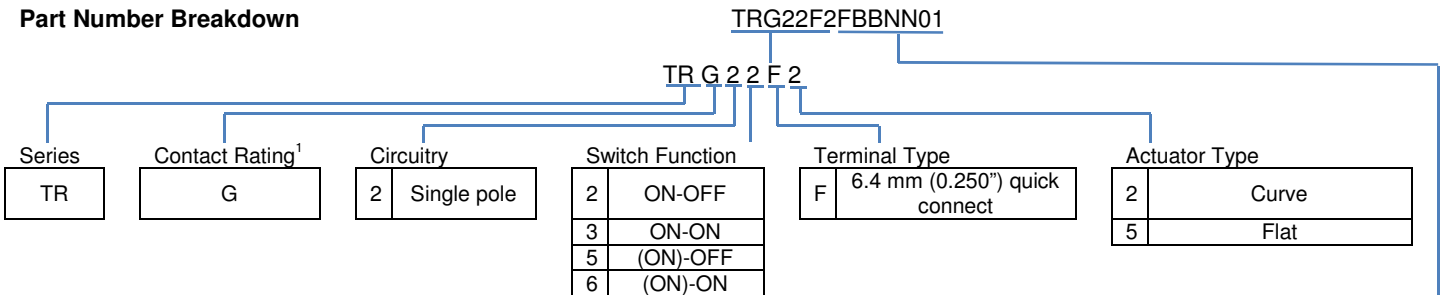 Part Number Breakdown
TRG22F2FBBNN01
TR G 2 2 F 2
Series
TR
Contact Rating1
G
Circuitry
2 Single pole
Switch Function
2 ON-OFF
3 ON-ON
5 (ON)-OFF
6 (ON)-ON
Terminal Type
F 6.4 mm (0.250”) quick
connect
Actuator Type
2 Curve
5 Flat